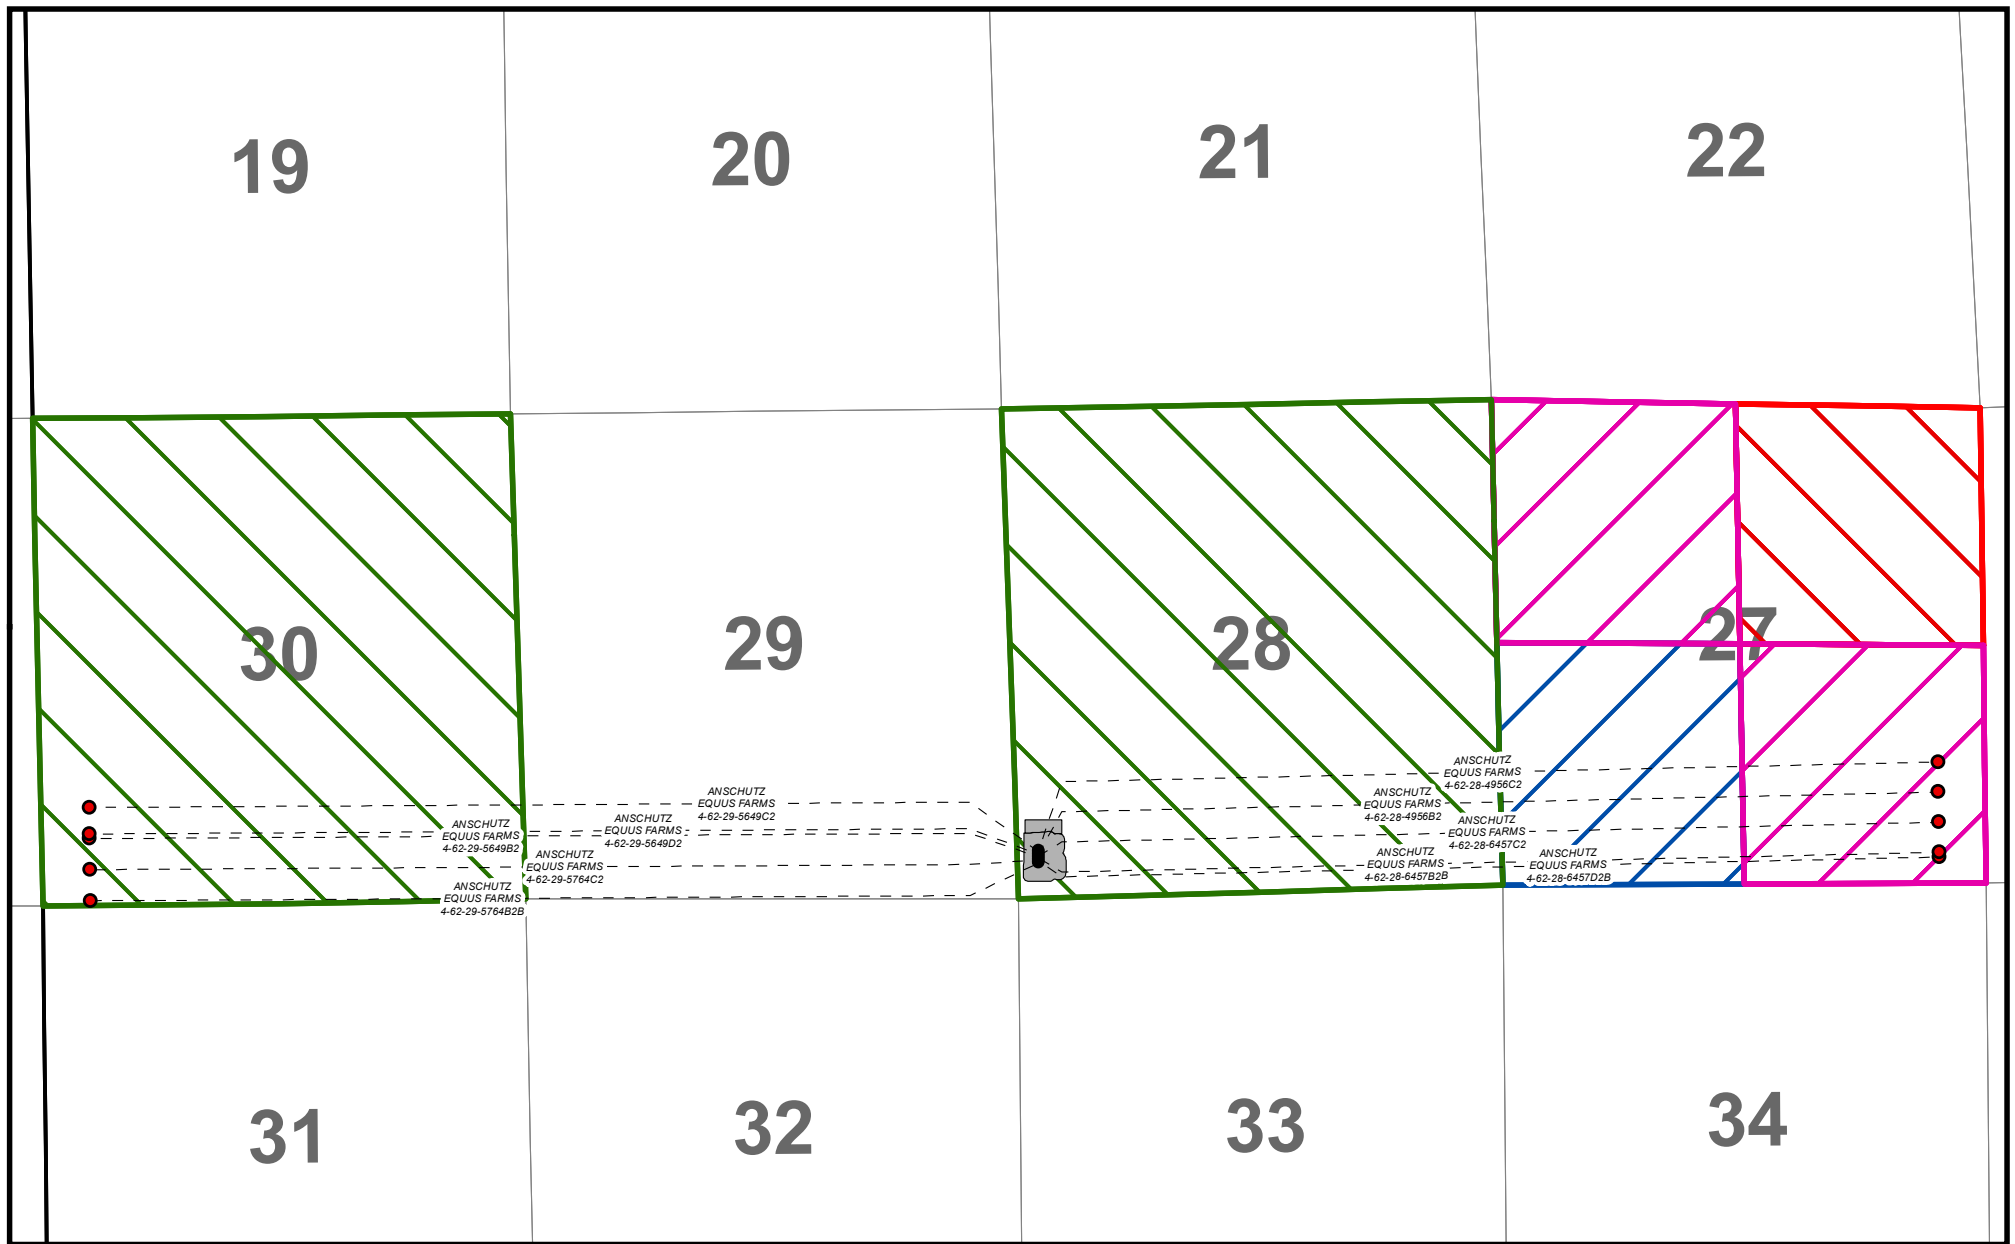 19
20
21
22
30
29
28
27
ANSCHUTZ
EQUUS FARMS
4-62-28-4956C2
ANSCHUTZ
EQUUS FARMS
4-62-29-5649C2
ANSCHUTZ
EQUUS FARMS
4-62-28-4956B2
ANSCHUTZ
EQUUS FARMS
4-62-29-5649B2
ANSCHUTZ
EQUUS FARMS
4-62-29-5649D2
ANSCHUTZ
EQUUS FARMS
4-62-28-6457C2
ANSCHUTZ
EQUUS FARMS
4-62-29-5764C2
ANSCHUTZ
EQUUS FARMS
4-62-28-6457B2B
ANSCHUTZ
EQUUS FARMS
4-62-28-6457D2B
ANSCHUTZ
EQUUS FARMS
4-62-29-5764B2B
31
32
33
34